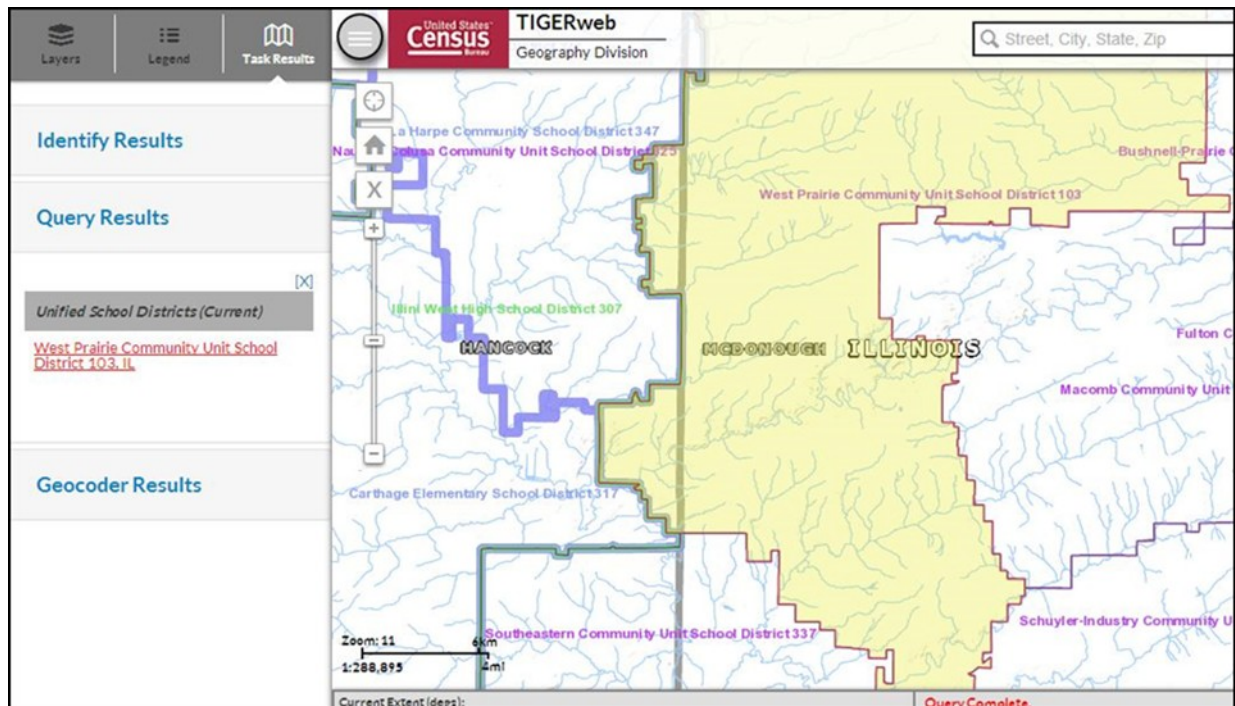 Layers
Legend
Task Results
United States
Census
Bureau
TIGERweb
Geography Division
Street, City, State, Zip
Identify Results
Query Results
[X]
Unified School Districts (Current)
West Prairie Community Unit School
District 103, IL
Geocoder Results
La Harpe Community School District 347
Colusa Community Unit School District 325
X
+
Bushnell-Prairie
West Prairie Community Unit School District 103
Illini West High School District 307
HANCOCK
MCDONOUGH
ILLINOIS
Fulton C
Macomb Community Unit
Carthage Elementary School District 317
Southeastern Community Unit School District 337
Schuyler-Industry Community U
Zoom: 11
6km
1:288,895
4mi
Current Extent (degs):
Query Complete